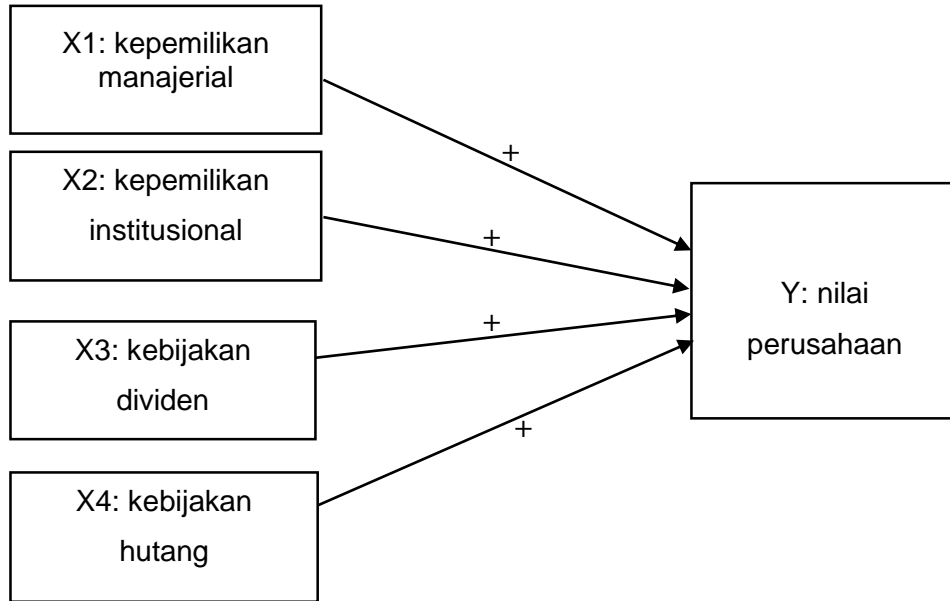 X1: kepemilikan
manajerial
+
X2: kepemilikan
institusional
+
X3: kebijakan
dividen
+
X4: kebijakan
hutang
+
Y: nilai
perusahaan